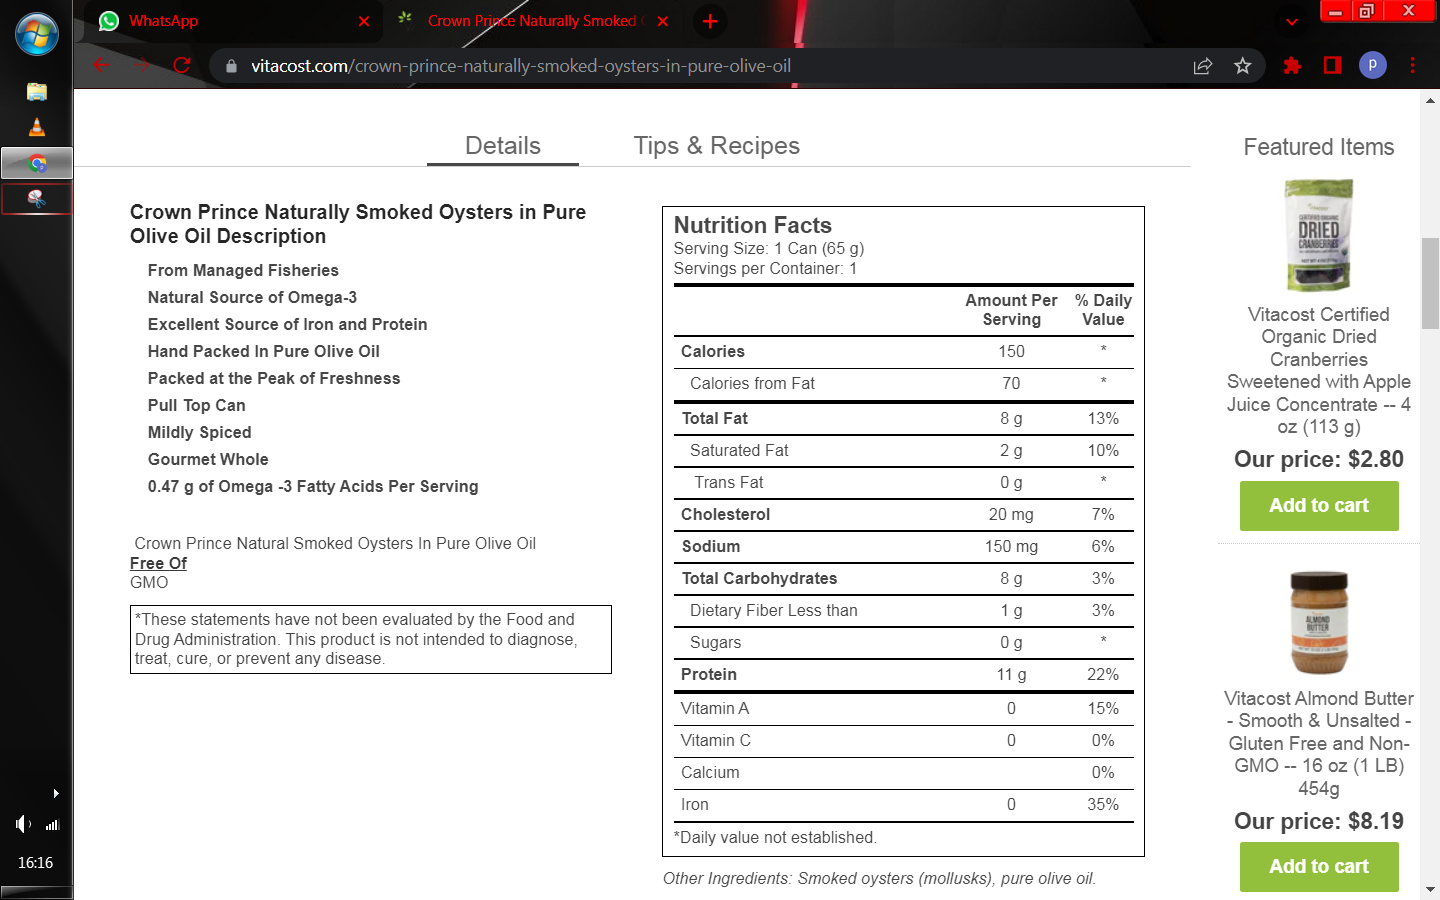 WhatsApp
Crown Prince Naturally Smoked
vitacost.com/crown-prince-naturally-smoked-oysters-in-pure-olive-oil
p
Details
Tips & Recipes
Crown Prince Naturally Smoked Oysters in Pure
Olive Oil Description
From Managed Fisheries
Natural Source of Omega-3
Excellent Source of Iron and Protein
Hand Packed In Pure Olive Oil
Packed at the Peak of Freshness
Pull Top Can
Mildly Spiced
Gourmet Whole
0.47 g of Omega -3 Fatty Acids Per Serving
Crown Prince Natural Smoked Oysters In Pure Olive Oil
Free Of
GMO
*These statements have not been evaluated by the Food and
Drug Administration. This product is not intended to diagnose,
treat, cure, or prevent any disease.
Nutrition Facts
Serving Size: 1 Can (65 g)
Servings per Container: 1
Amount Per Serving % Daily Value
Calories 150 *
Calories from Fat 70 *
Total Fat 8 g 13%
Saturated Fat 2 g 10%
Trans Fat 0 g *
Cholesterol 20 mg 7%
Sodium 150 mg 6%
Total Carbohydrates 8 g 3%
Dietary Fiber Less than 1 g 3%
Sugars 0 g *
Protein 11 g 22%
Vitamin A 0 15%
Vitamin C 0 0%
Calcium 0%
Iron 0 35%
*Daily value not established.
Other Ingredients: Smoked oysters (mollusks), pure olive oil.
Featured Items
CERTIFIED ORGANIC
DRIED
CRANBERRIES
Vitacost Certified
Organic Dried
Cranberries
Sweetened with Apple
Juice Concentrate -- 4
oz (113 g)
Our price: $2.80
Add to cart
ALMOND
BUTTER
Vitacost Almond Butter
- Smooth & Unsalted -
Gluten Free and Non-
GMO -- 16 oz (1 LB)
454g
Our price: $8.19
Add to cart
16:16